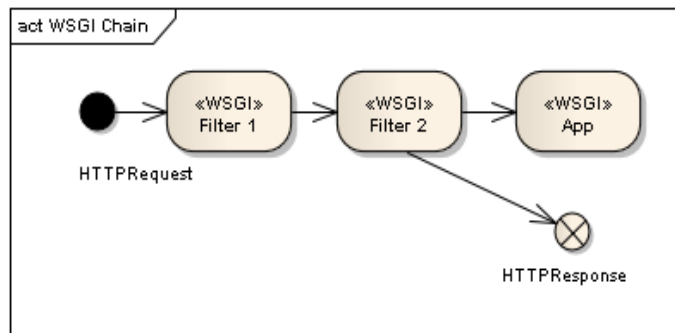 act WSGI Chain
«WSGI»
Filter 1
«WSGI»
Filter 2
«WSGI»
App
HTTPRequest
HTTPResponse